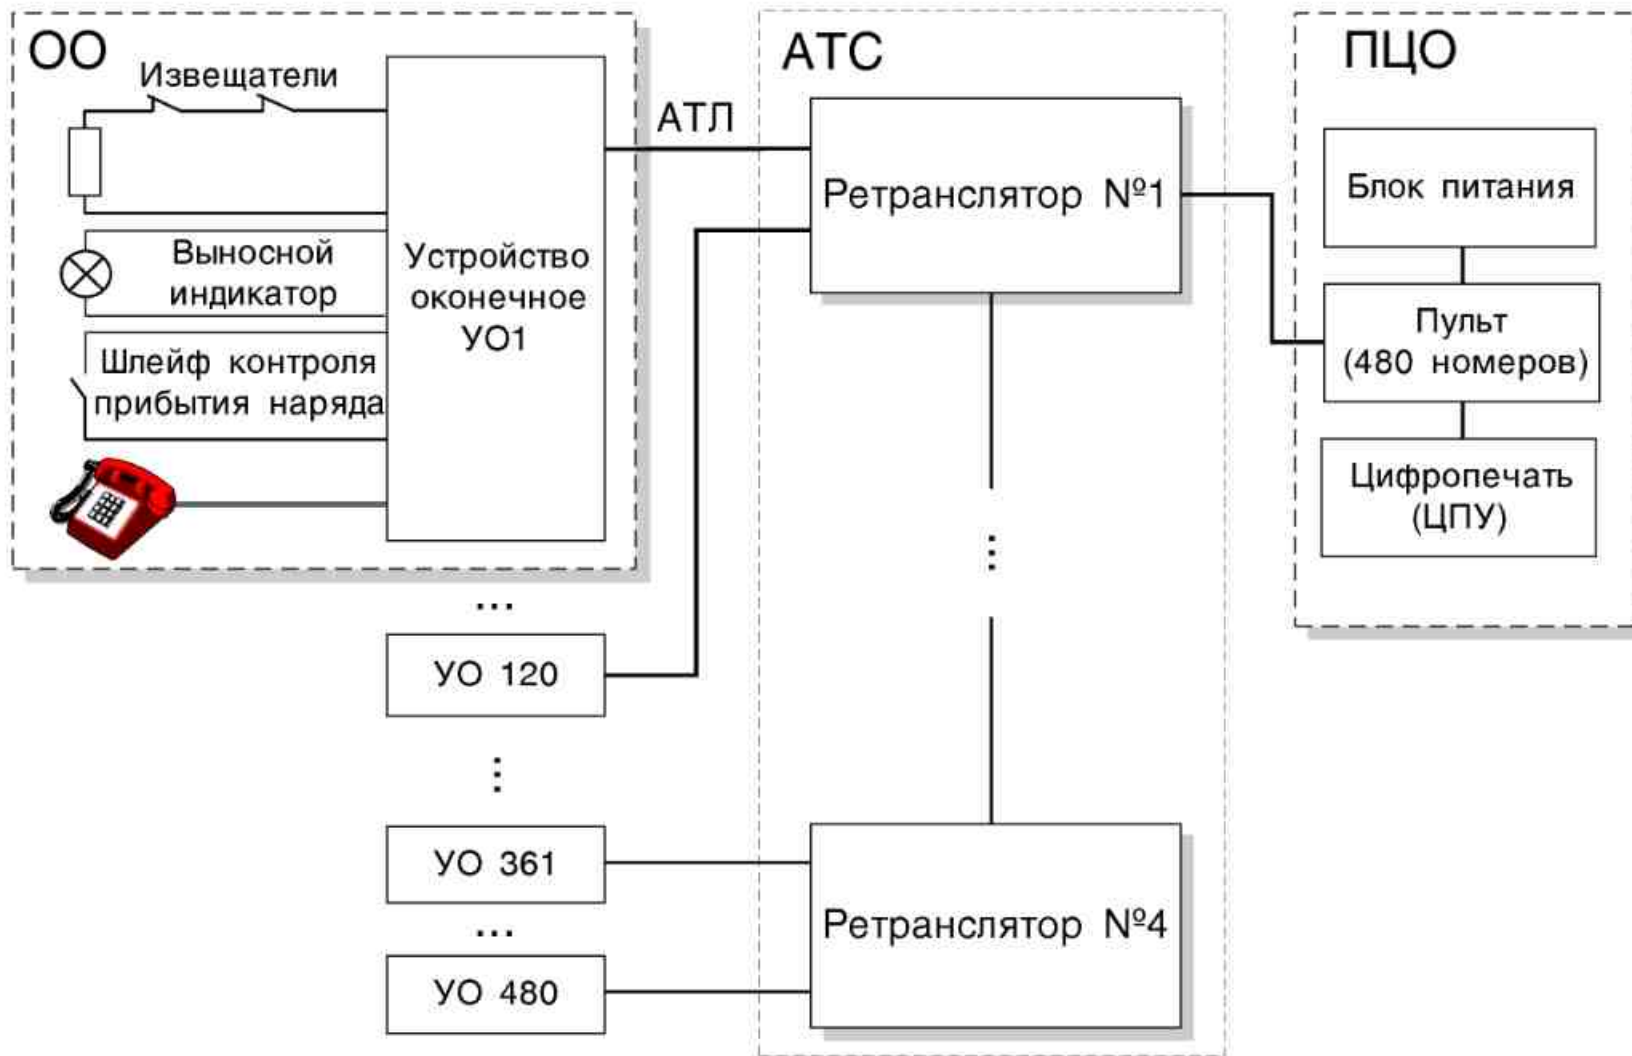 ОО
Извещатели
Выносной
индикатор
Шлейф контроля
прибытия наряда
Устройство
оконечное
УО1
...
УО 120
...
УО 361
...
УО 480
АТЛ
АТС
Ретранслятор №1
...
Ретранслятор №4
ПЦО
Блок питания
Пульт
(480 номеров)
Цифропечать
(ЦПУ)